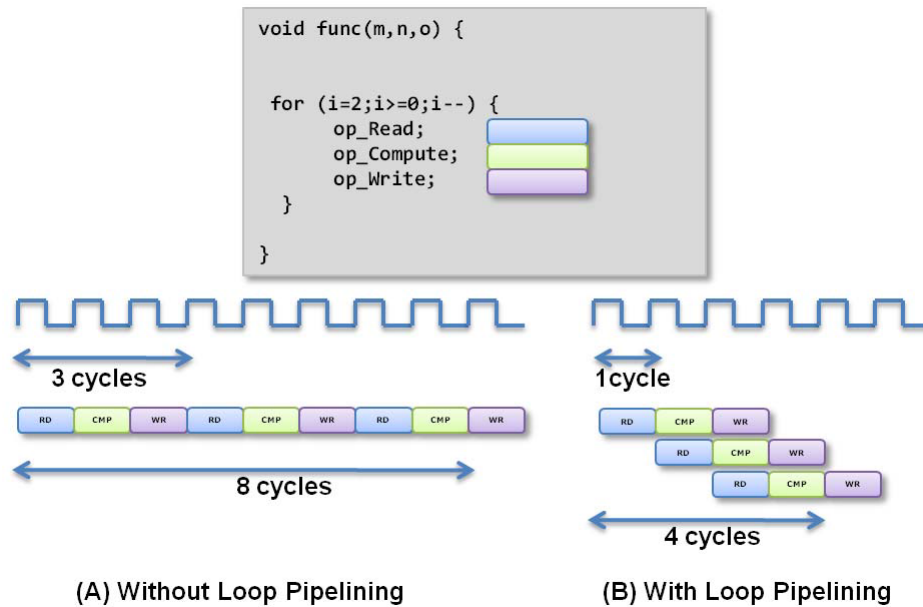 void func(m,n,o) {
for (i=2;i>=0;i--) {
op_Read;
op_Compute;
op_Write;
}
}
3 cycles
RD CMP WR RD CMP WR RD CMP WR
8 cycles
(A) Without Loop Pipelining
1cycle
RD CMP WR
RD CMP WR
RD CMP WR
4 cycles
(B) With Loop Pipelining